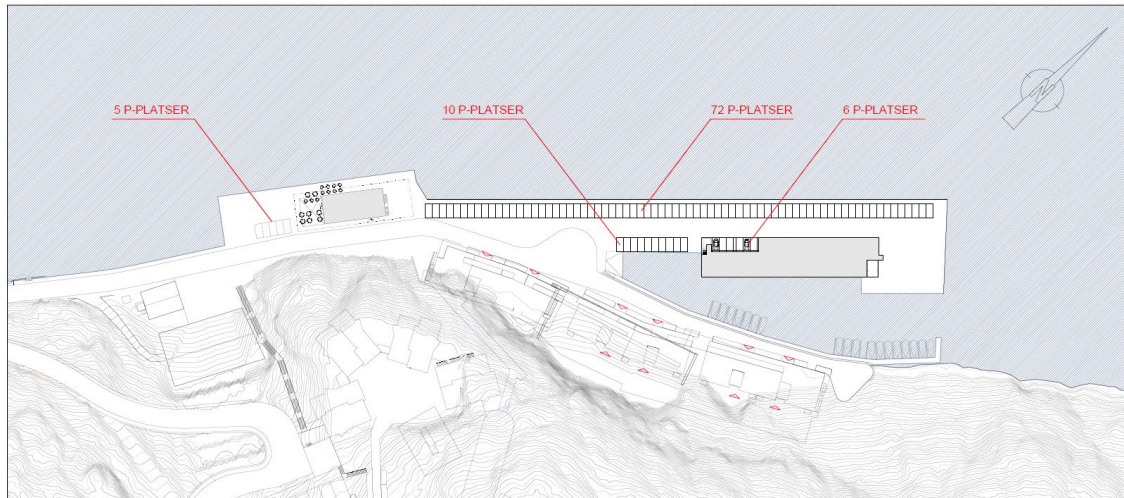 5 P-PLATSER
10 P-PLATSER
72 P-PLATSER
6 P-PLATSER
N